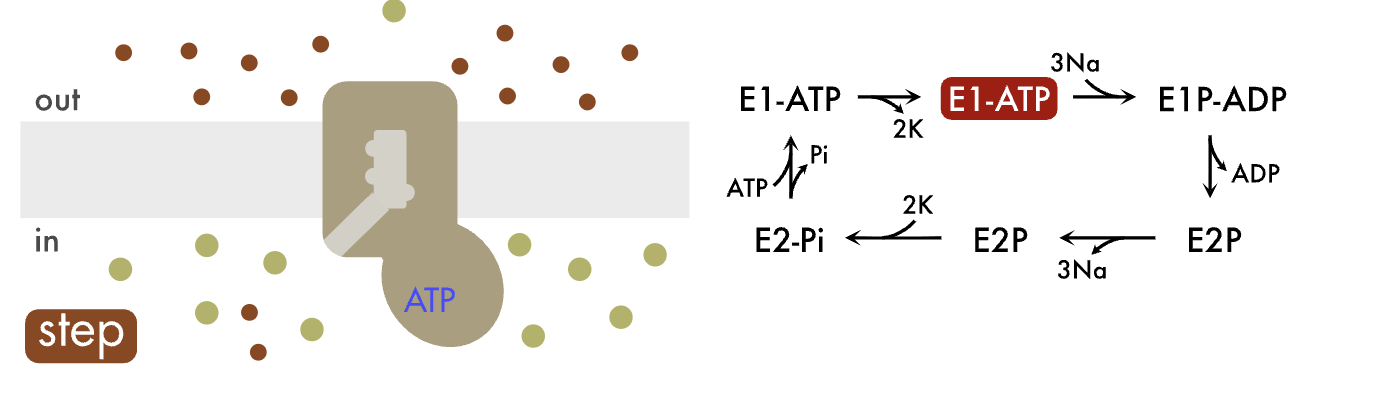 out
in
ATP
step
3Na
E1-ATP
E1-ATP
E1P-ADP
2K
Pi
ATP
ADP
2K
E2-Pi
E2P
E2P
3Na